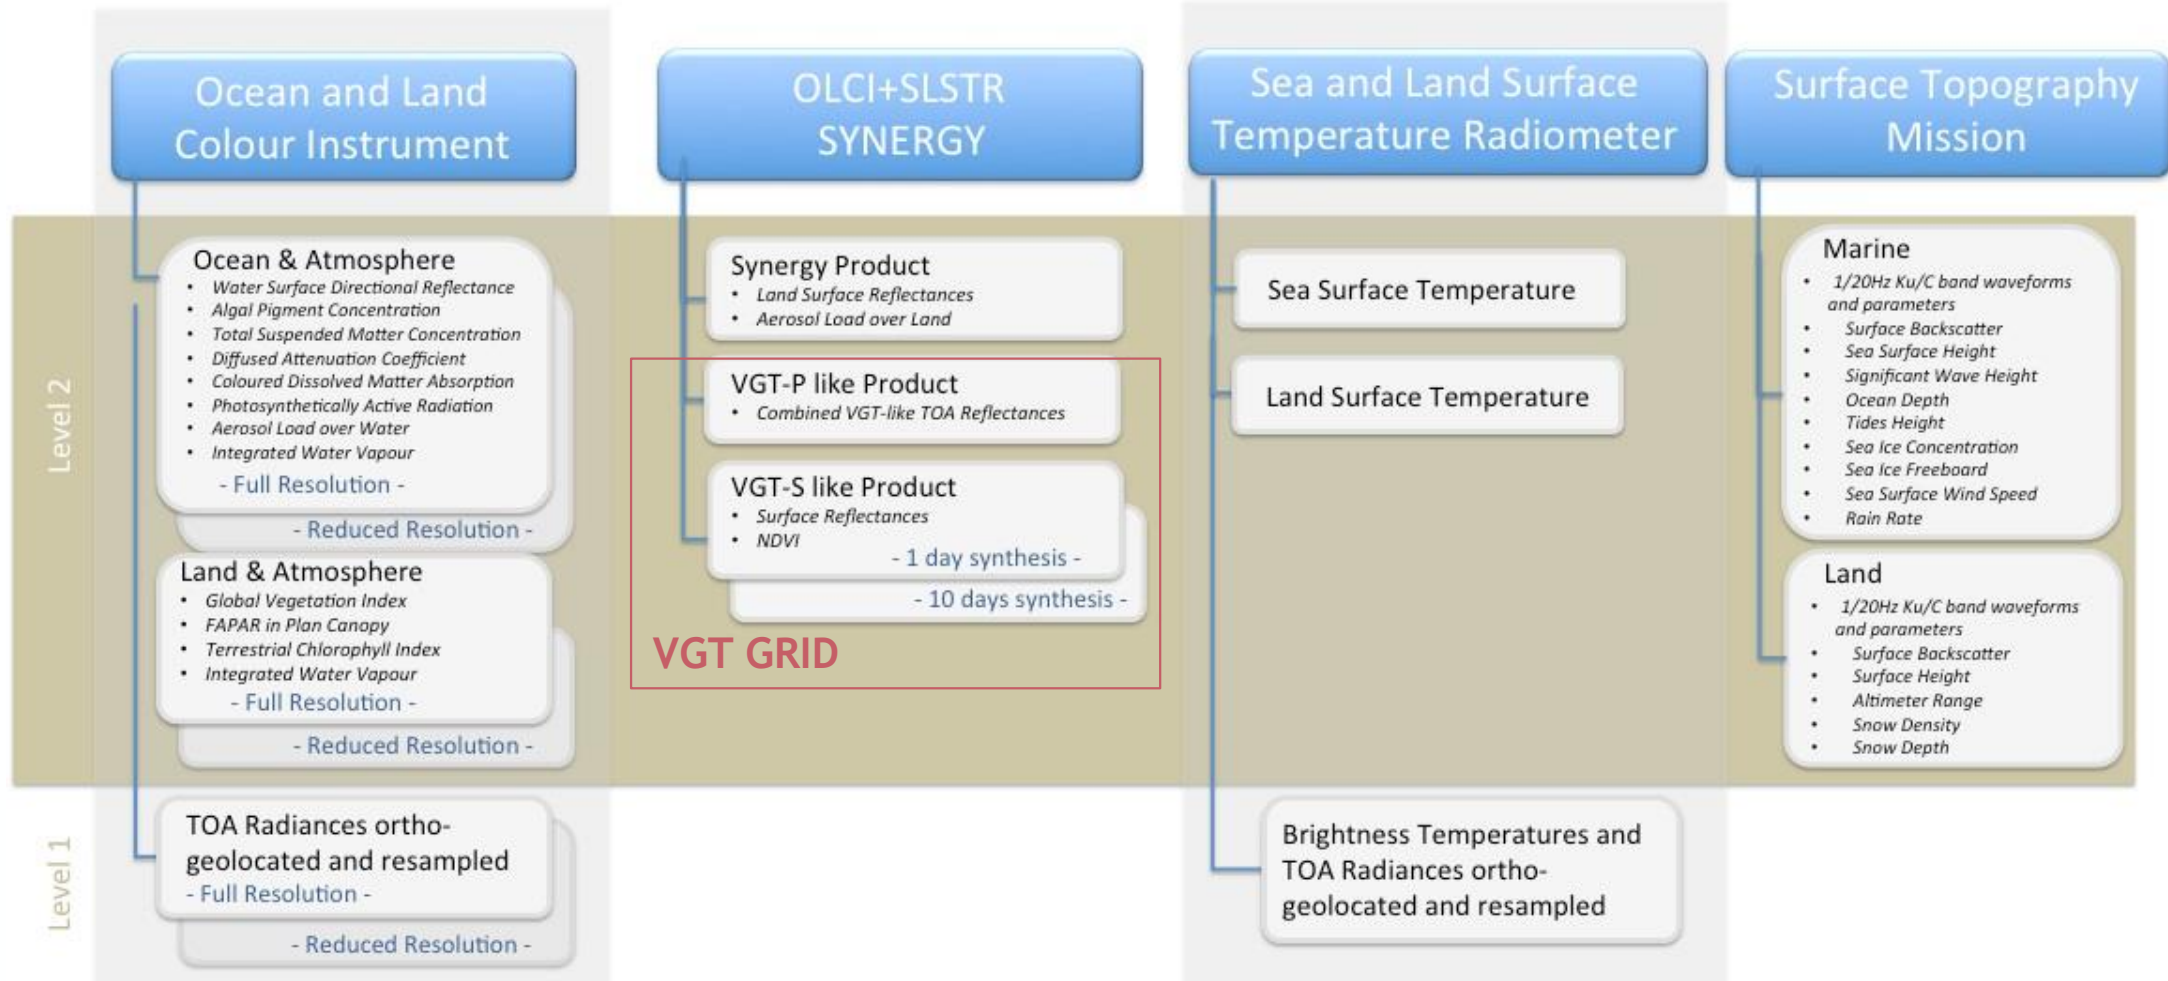 Ocean and Land
Colour Instrument
OLCI+SLSTR
SYNERGY
Sea and Land Surface
Temperature Radiometer
Surface Topography
Mission
Level 2
Ocean & Atmosphere
• Water Surface Directional Reflectance
• Algal Pigment Concentration
• Total Suspended Matter Concentration
• Diffused Attenuation Coefficient
• Coloured Dissolved Matter Absorption
• Photosynthetically Active Radiation
• Aerosol Load over Water
• Integrated Water Vapour
- Full Resolution -
- Reduced Resolution -
Land & Atmosphere
• Global Vegetation Index
• FAPAR in Plan Canopy
• Terrestrial Chlorophyll Index
• Integrated Water Vapour
- Full Resolution -
- Reduced Resolution -
Synergy Product
• Land Surface Reflectances
• Aerosol Load over Land
VGT-P like Product
• Combined VGT-like TOA Reflectances
VGT-S like Product
• Surface Reflectances
• NDVI
- 1 day synthesis -
- 10 days synthesis -
VGT GRID
Sea Surface Temperature
Land Surface Temperature
Marine
• 1/20Hz Ku/C band waveforms
and parameters
• Surface Backscatter
• Sea Surface Height
• Significant Wave Height
• Ocean Depth
• Tides Height
• Sea Ice Concentration
• Sea Ice Freeboard
• Sea Surface Wind Speed
• Rain Rate
Land
• 1/20Hz Ku/C band waveforms
and parameters
• Surface Backscatter
• Surface Height
• Altimeter Range
• Snow Density
• Snow Depth
Level 1
TOA Radiances ortho-
geolocated and resampled
- Full Resolution -
- Reduced Resolution -
Brightness Temperatures and
TOA Radiances ortho-
geolocated and resampled